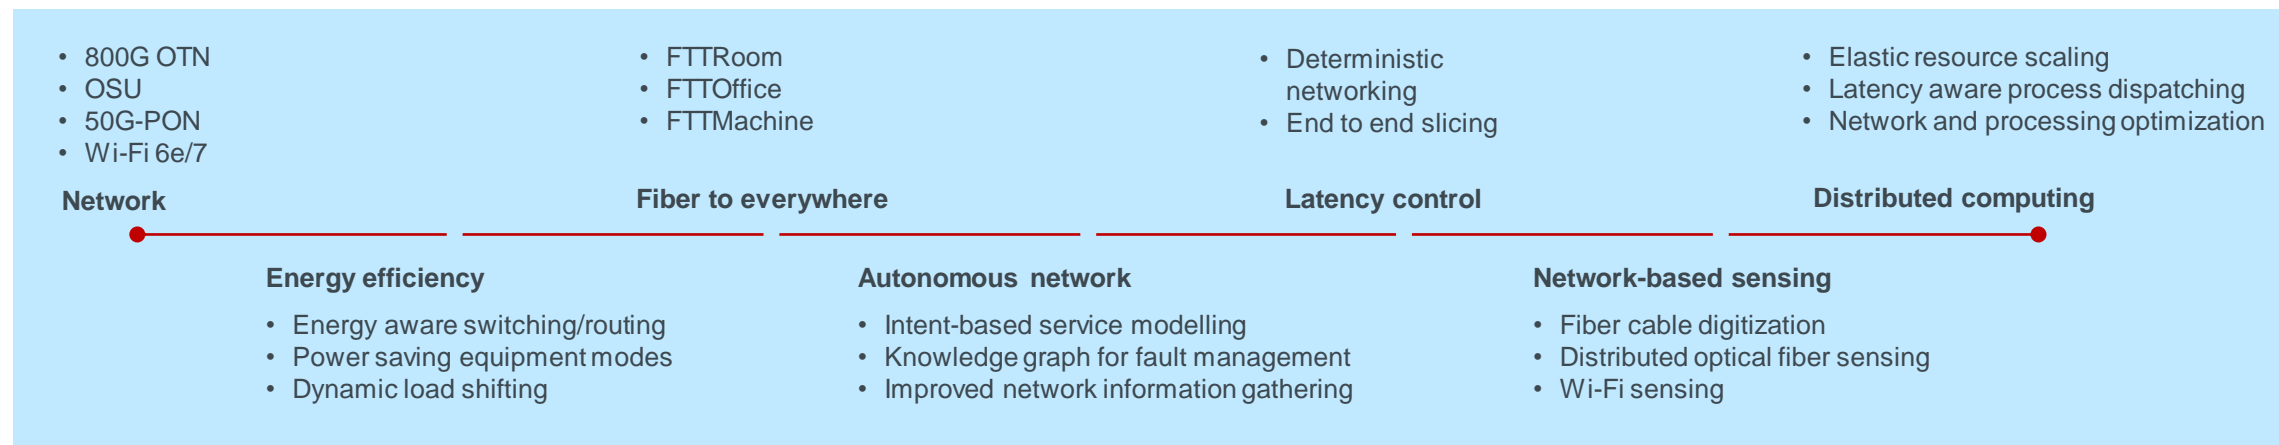 • 800G OTN
• OSU
• 50G-PON
• Wi-Fi 6e/7
Network
• FTTRoom
• FTTOffice
• FTTMachine
Fiber to everywhere
• Deterministic
networking
• End to end slicing
Latency control
• Elastic resource scaling
• Latency aware process dispatching
• Network and processing optimization
Distributed computing
Energy efficiency
• Energy aware switching/routing
• Power saving equipment modes
• Dynamic load shifting
Autonomous network
• Intent-based service modelling
• Knowledge graph for fault management
• Improved network information gathering
Network-based sensing
• Fiber cable digitization
• Distributed optical fiber sensing
• Wi-Fi sensing